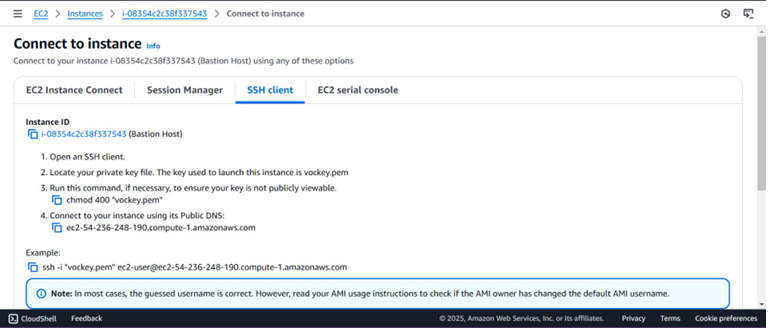 EC2 > Instances > i-08354c2c38f337543 > Connect to instance
Connect to instance Info
Connect to your instance i-08354c2c38f337543 (Bastion Host) using any of these options
EC2 Instance Connect Session Manager SSH client EC2 serial console
Instance ID
i-08354c2c38f337543 (Bastion Host)
1. Open an SSH client.
2. Locate your private key file. The key used to launch this instance is vockey.pem
3. Run this command, if necessary, to ensure your key is not publicly viewable.
chmod 400 "vockey.pem"
4. Connect to your instance using its Public DNS:
ec2-54-236-248-190.compute-1.amazonaws.com
Example:
ssh -i "vockey.pem" ec2-user@ec2-54-236-248-190.compute-1.amazonaws.com
Note: In most cases, the guessed username is correct. However, read your AMI usage instructions to check if the AMI owner has changed the default AMI username.
CloudShell Feedback © 2025, Amazon Web Services, Inc. or its affiliates. Privacy Terms Cookie preferences